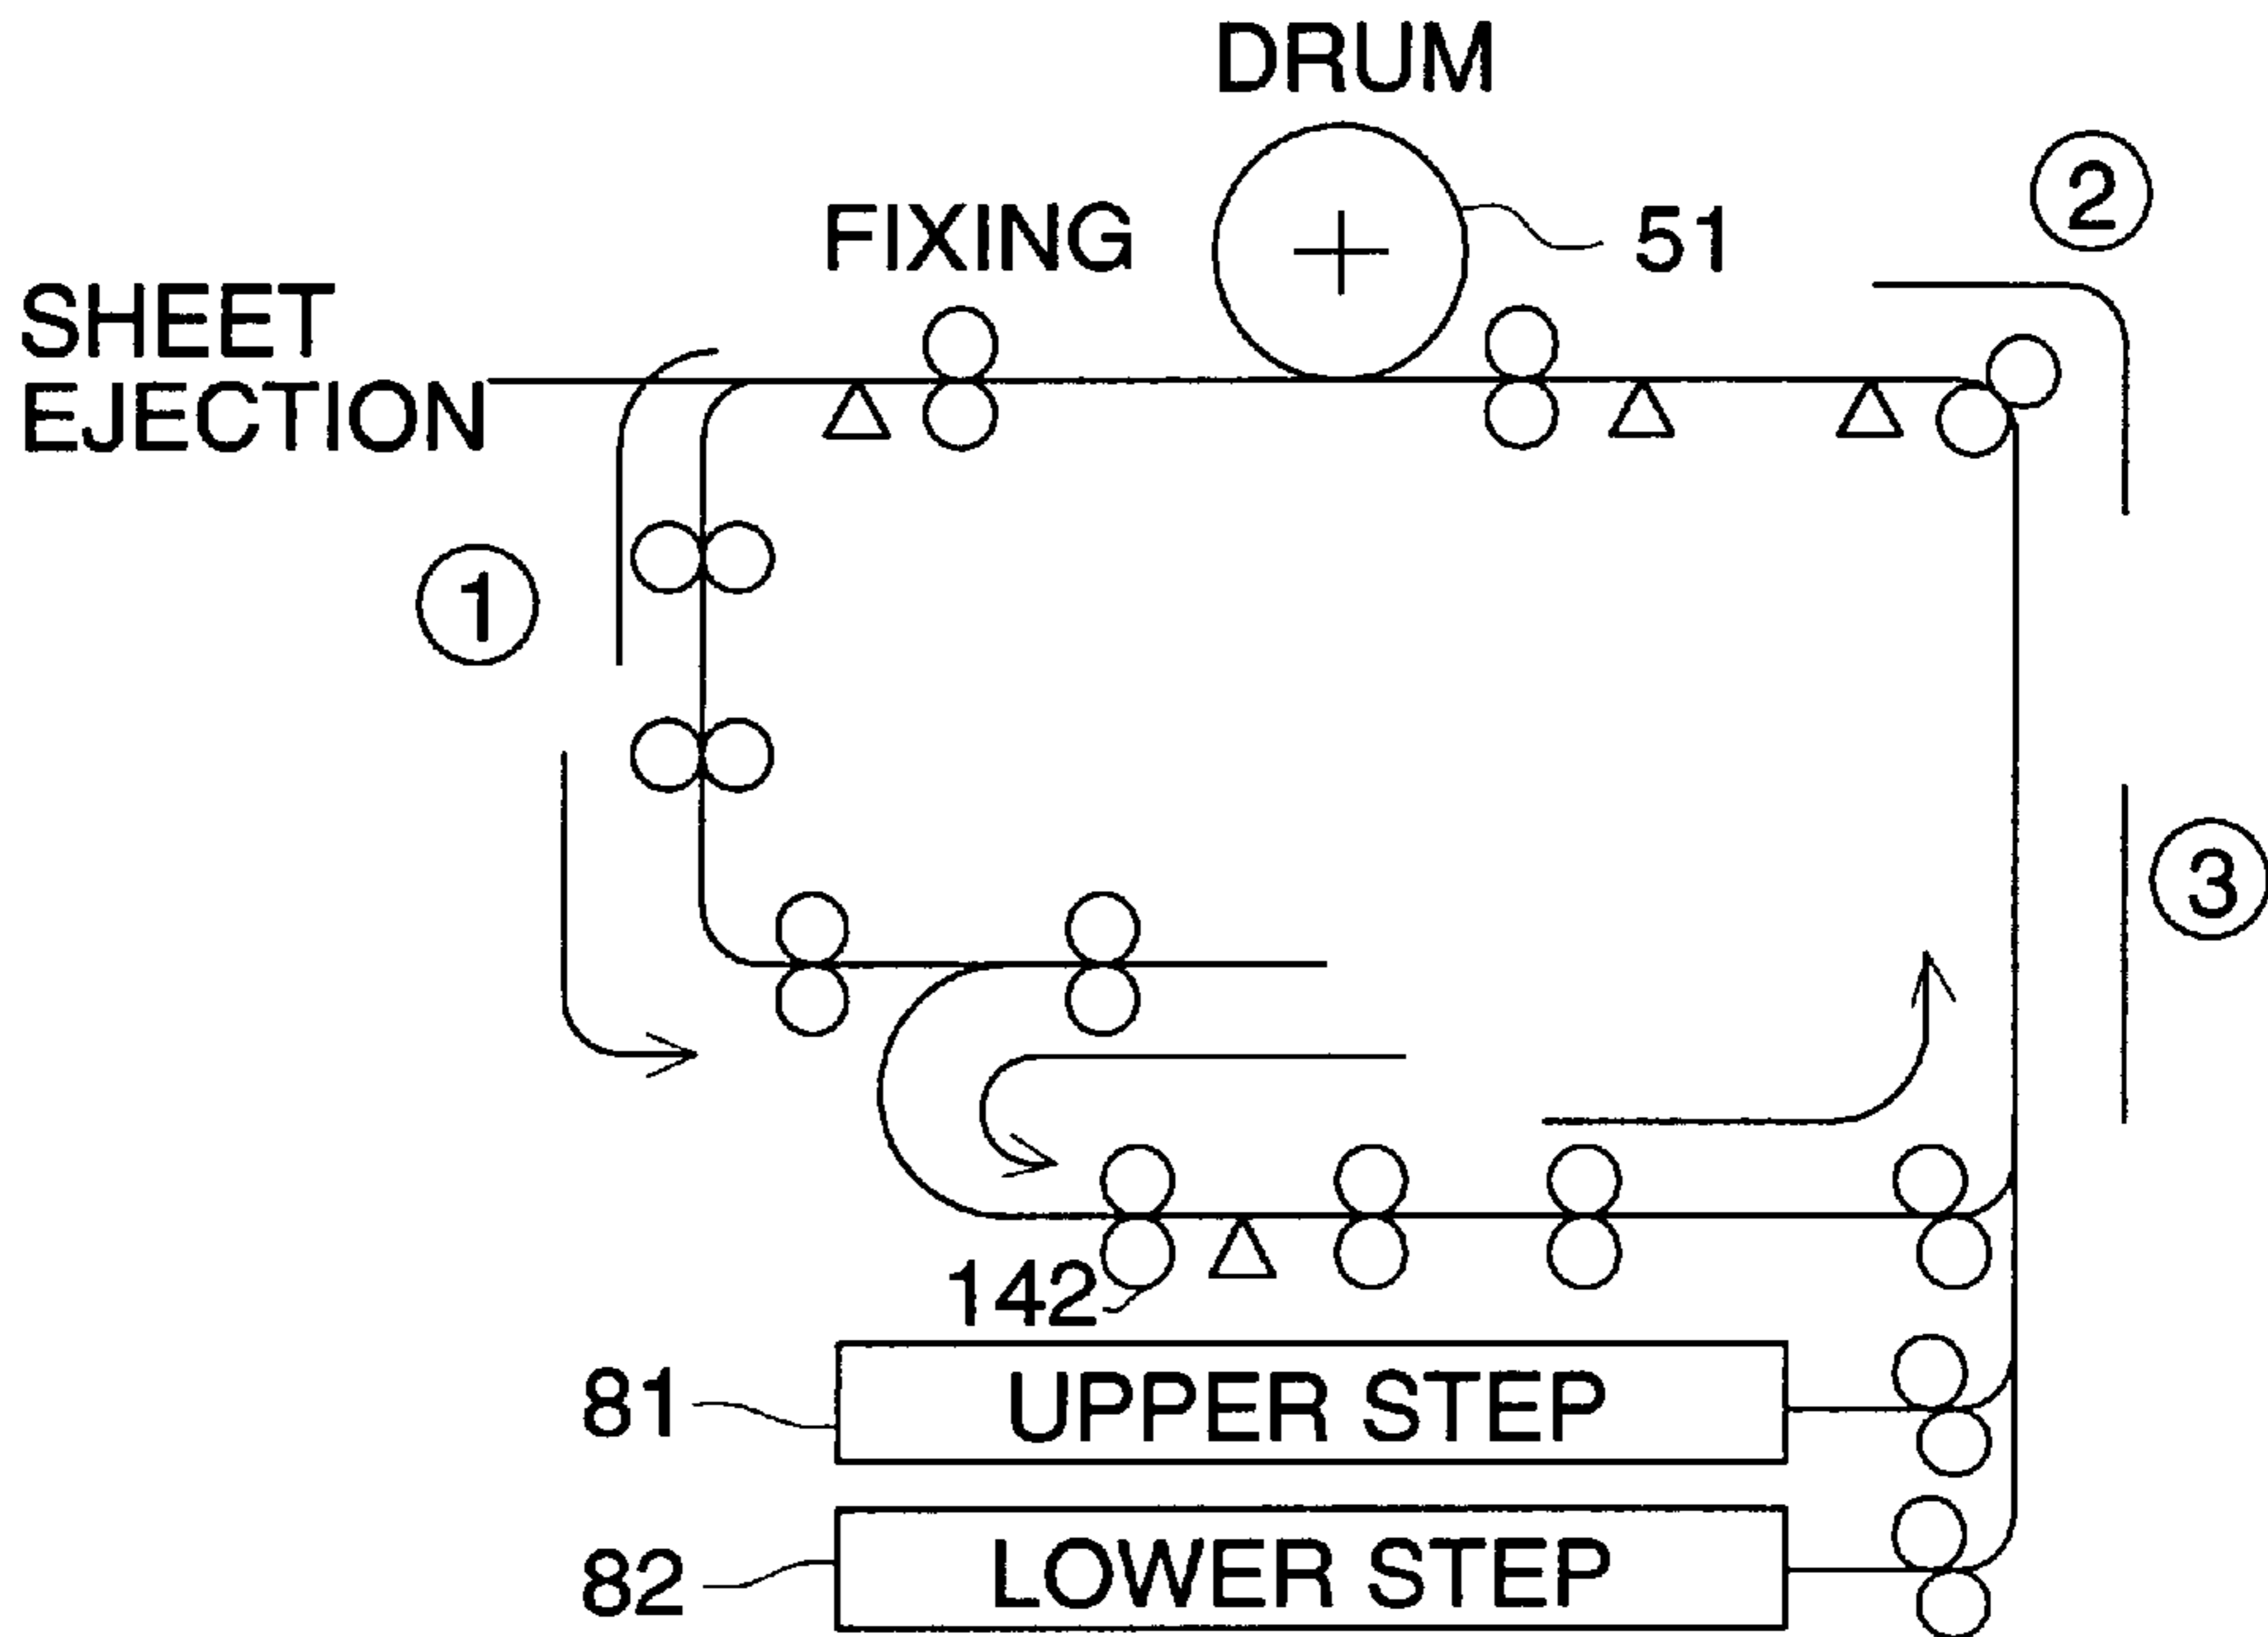 DRUM
②
FIXING
51
SHEET
EJECTION
①
③
142
81
UPPER STEP
82
LOWER STEP